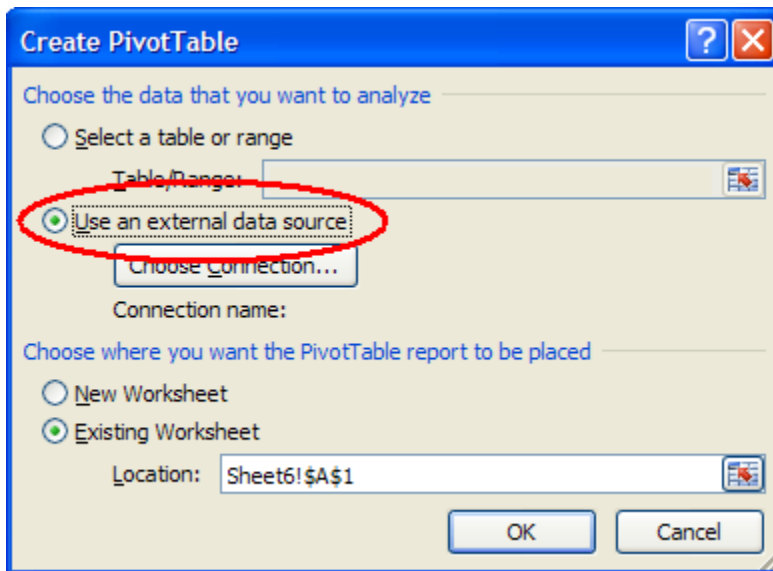 Create PivotTable
?
Choose the data that you want to analyze
Select a table or range
Table/Range:
Use an external data source
Choose Connection...
Connection name:
Choose where you want the PivotTable report to be placed
New Worksheet
Existing Worksheet
Location: Sheet6!$A$1
OK Cancel